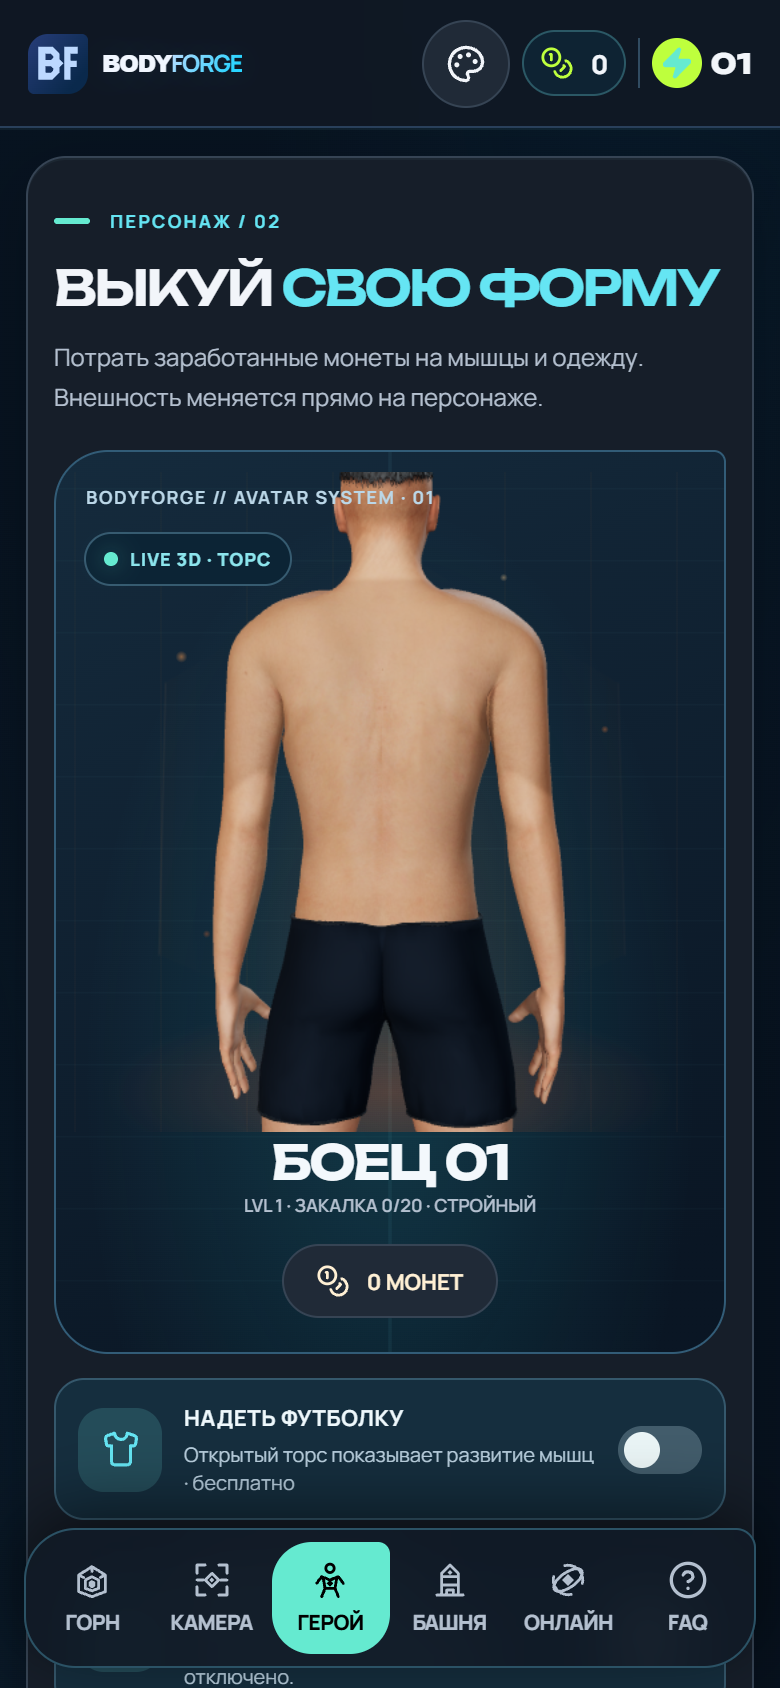 BF BODYFORGE
0
01
ПЕРСОНАЖ / 02
ВЫКУЙ СВОЮ ФОРМУ
Потрать заработанные монеты на мышцы и одежду.
Внешность меняется прямо на персонаже.
BODYFORGE // AVATAR SYSTEM · 01
LIVE 3D · ТОРС
БОЕЦ 01
LVL 1 · ЗАКАЛКА 0/20 · СТРОЙНЫЙ
0 МОНЕТ
НАДЕТЬ ФУТБОЛКУ
Открытый торс показывает развитие мышц
· бесплатно
ГОРН КАМЕРА ГЕРОЙ БАШНЯ ОНЛАЙН FAQ
отключено.